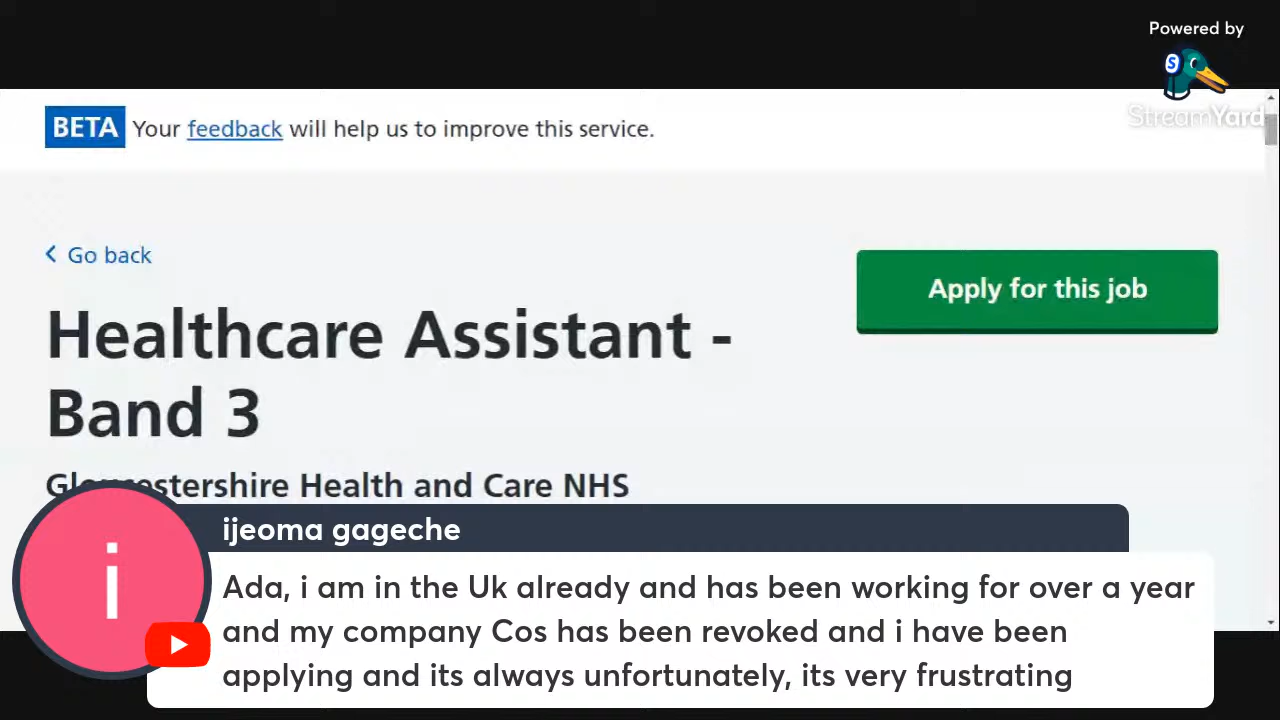 Powered by
StreamYard
BETA Your feedback will help us to improve this service.
Go back
Apply for this job
Healthcare Assistant -
Band 3
Gloucestershire Health and Care NHS
ijeoma gageche
i
Ada, i am in the Uk already and has been working for over a year
and my company Cos has been revoked and i have been
applying and its always unfortunately, its very frustrating